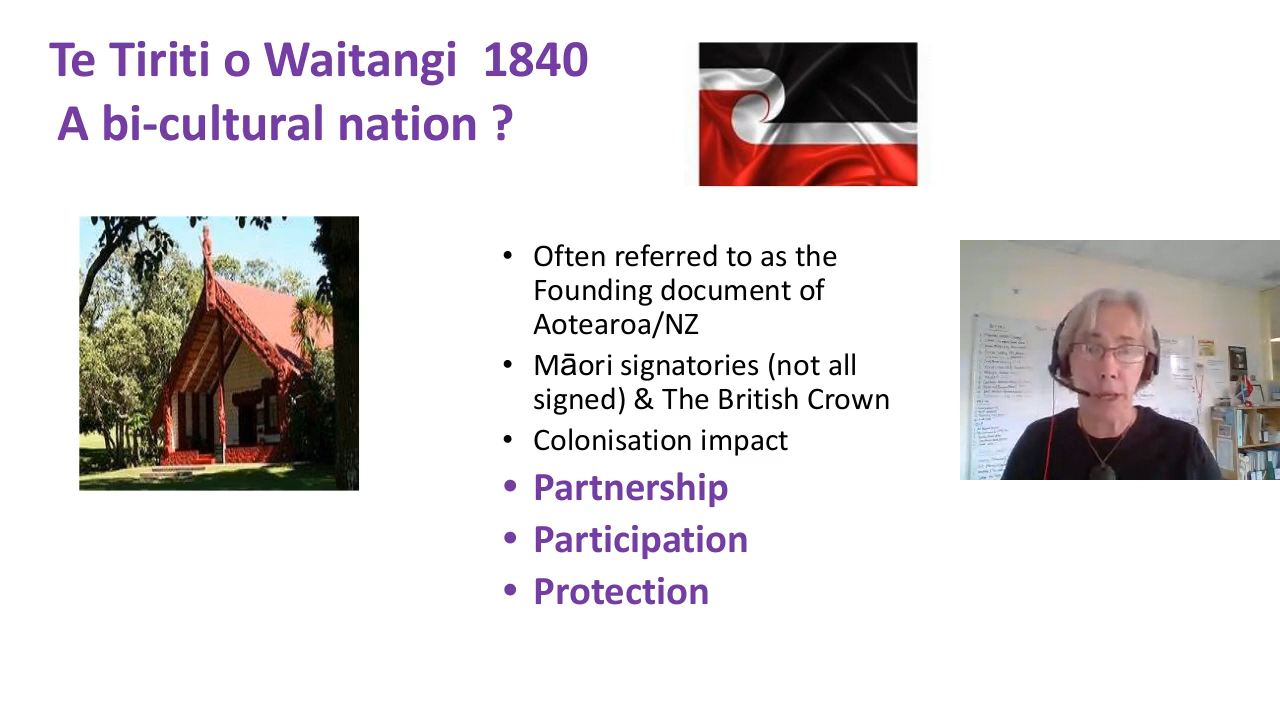 Te Tiriti o Waitangi  1840
A bi-cultural nation ?
• Often referred to as the
Founding document of
Aotearoa/NZ
• Māori signatories (not all
signed) & The British Crown
• Colonisation impact
• Partnership
• Participation
• Protection